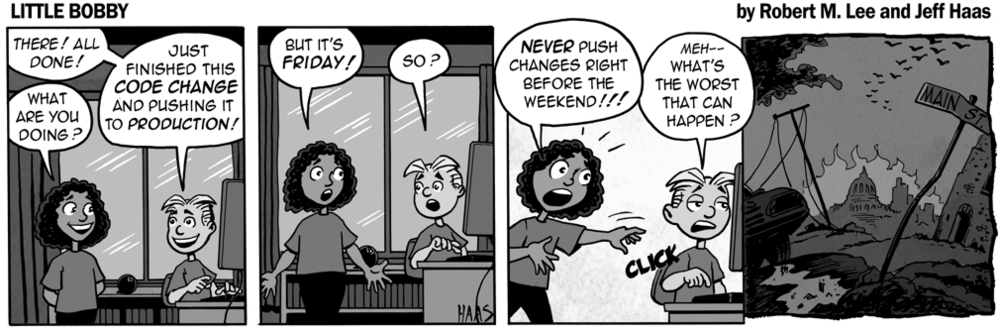 LITTLE BOBBY
by Robert M. Lee and Jeff Haas
THERE! ALL
DONE!
WHAT
ARE YOU
DOING?
JUST
FINISHED THIS
CODE CHANGE
AND PUSHING IT
TO PRODUCTION!
BUT IT'S
FRIDAY!
SO?
HAAS
NEVER PUSH
CHANGES RIGHT
BEFORE THE
WEEKEND!!!
MEH--
WHAT'S
THE WORST
THAT CAN
HAPPEN?
CLICK
MAIN ST